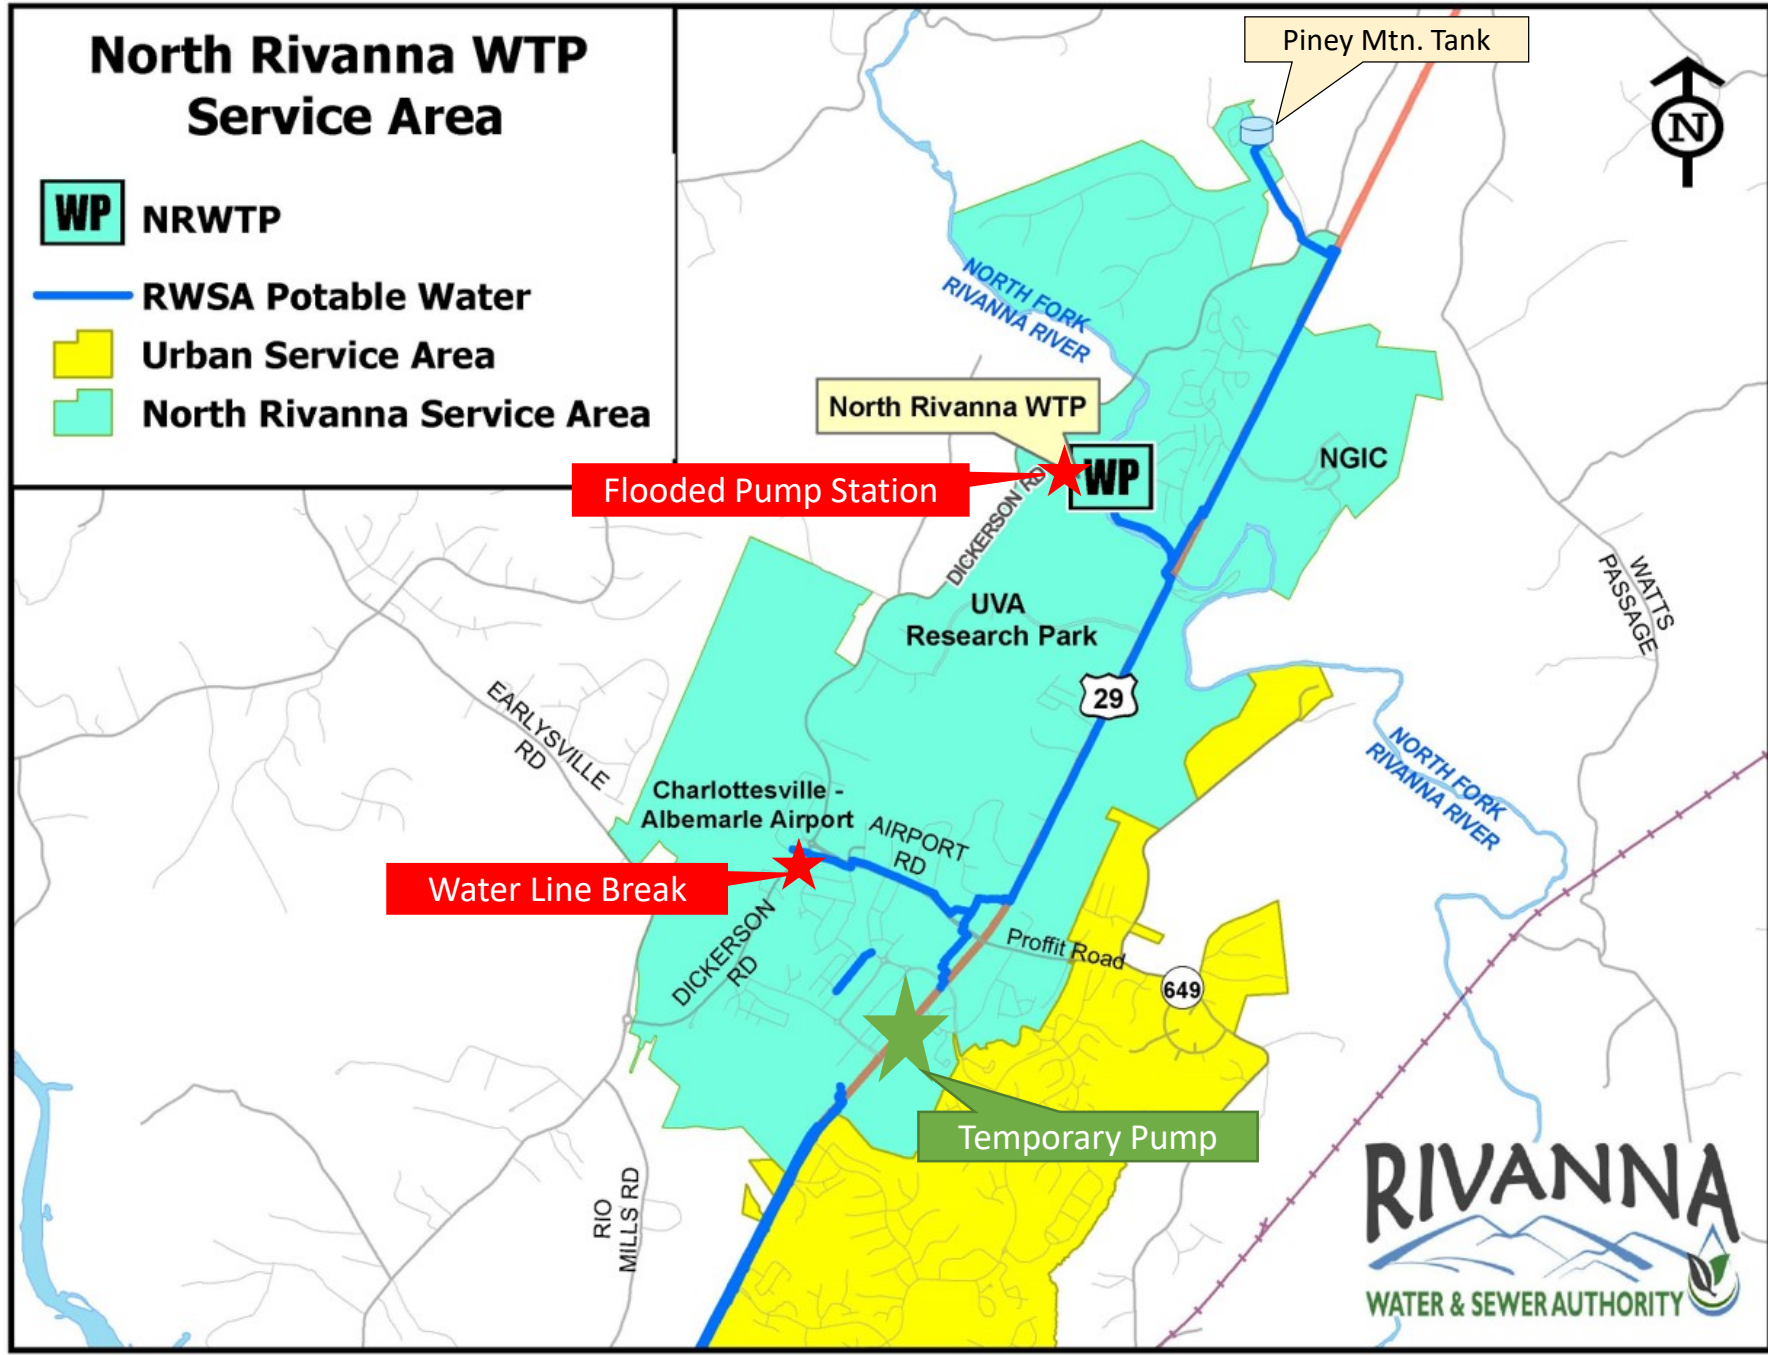 North Rivanna WTP
Service Area
WP NRWTP
RWSA Potable Water
Urban Service Area
North Rivanna Service Area
Piney Mtn. Tank
N
NORTH FORK
RIVANNA RIVER
North Rivanna WTP
WP
Flooded Pump Station
DICKERSON RD
NGIC
UVA
Research Park
WATTS
PASSAGE
29
EARLYSVILLE
RD
NORTH FORK
RIVANNA RIVER
Charlottesville -
Albemarle Airport
AIRPORT
RD
Water Line Break
DICKERSON
RD
Proffit Road
649
Temporary Pump
RIO
MILLS RD
RIVANNA
WATER & SEWER AUTHORITY